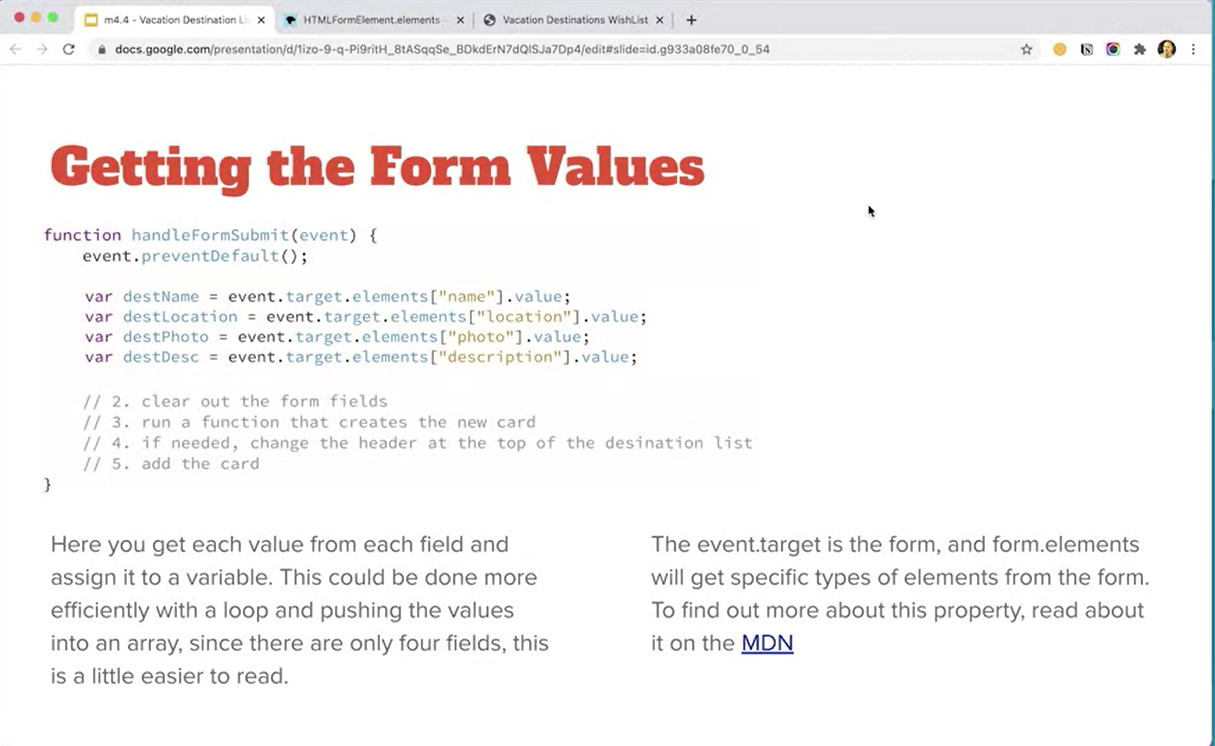 m4.4 - Vacation Destination Li
HTMLFormElement.elements
Vacation Destinations WishList
docs.google.com/presentation/d/1izo-9-q-Pi9ritH_8tASqqSe_BDkdErN7dQlSJa7Dp4/edit#slide=id.g933a08fe70_0_54
Getting the Form Values
function handleFormSubmit(event) {
event.preventDefault();
var destName = event.target.elements["name"].value;
var destLocation = event.target.elements["location"].value;
var destPhoto = event.target.elements["photo"].value;
var destDesc = event.target.elements["description"].value;
// 2. clear out the form fields
// 3. run a function that creates the new card
// 4. if needed, change the header at the top of the desination list
// 5. add the card
}
Here you get each value from each field and
assign it to a variable. This could be done more
efficiently with a loop and pushing the values
into an array, since there are only four fields, this
is a little easier to read.
The event.target is the form, and form.elements
will get specific types of elements from the form.
To find out more about this property, read about
it on the MDN